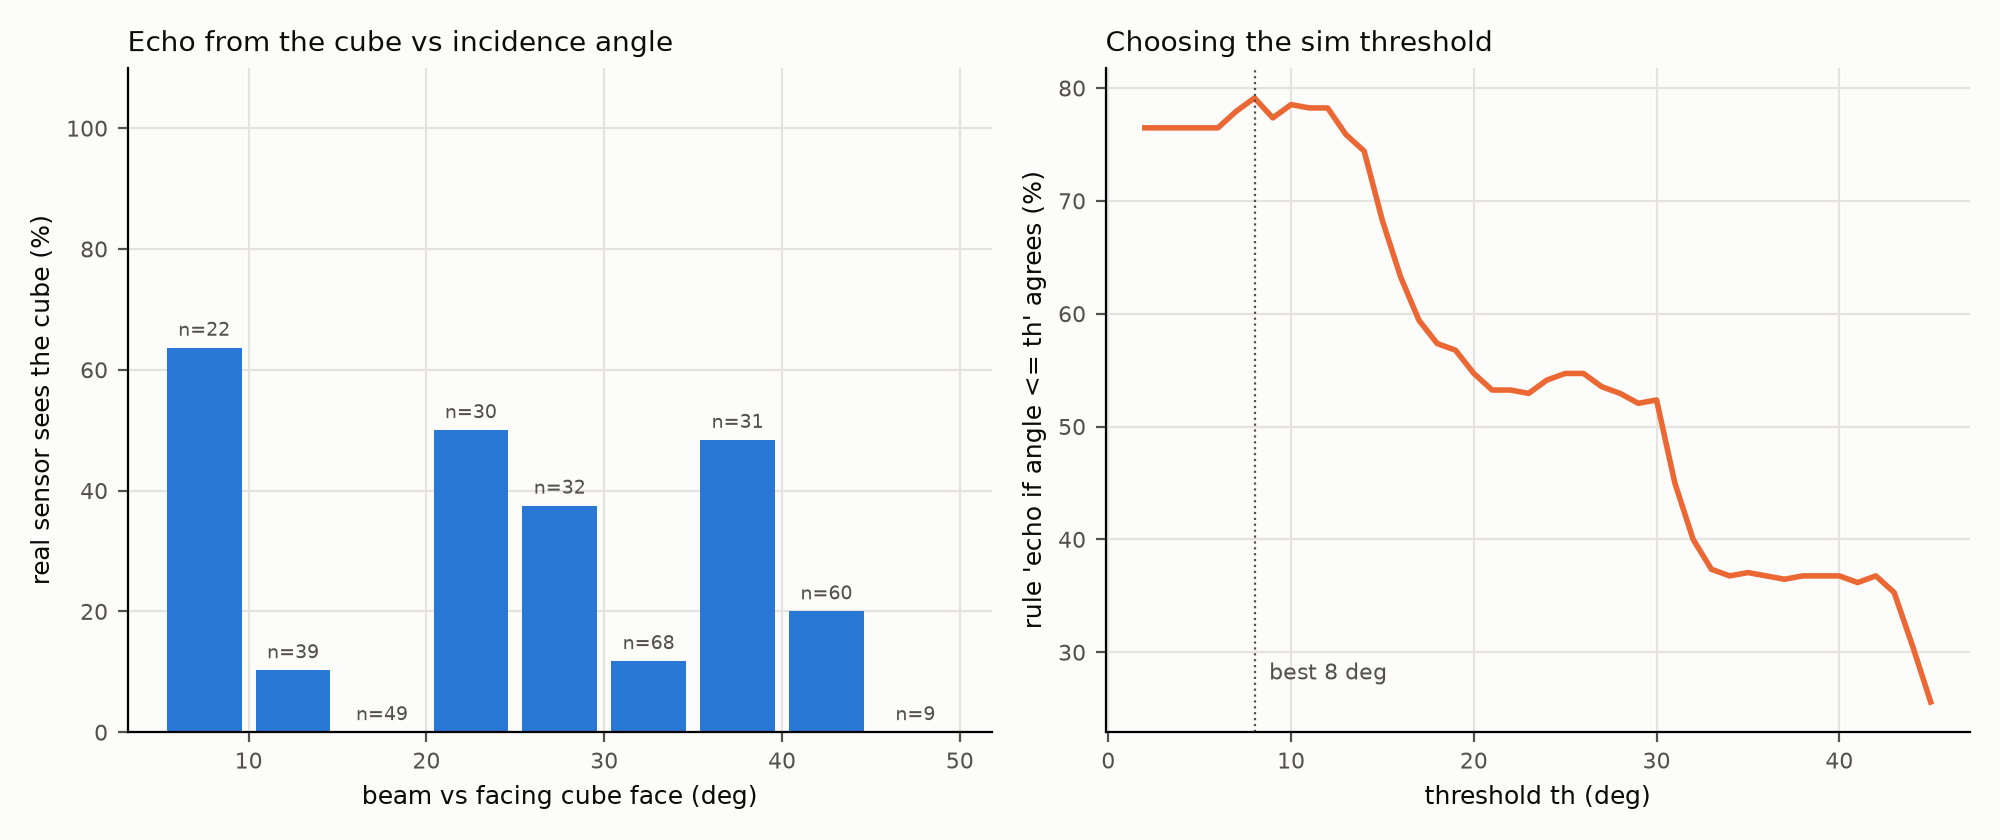 Echo from the cube vs incidence angle
real sensor sees the cube (%)
100
80
60
40
20
0
n=22
n=39
n=49
n=30
n=32
n=68
n=31
n=60
n=9
10
20
30
40
50
beam vs facing cube face (deg)
Choosing the sim threshold
rule 'echo if angle <= th' agrees (%)
80
70
60
50
40
30
best 8 deg
0
10
20
30
40
threshold th (deg)